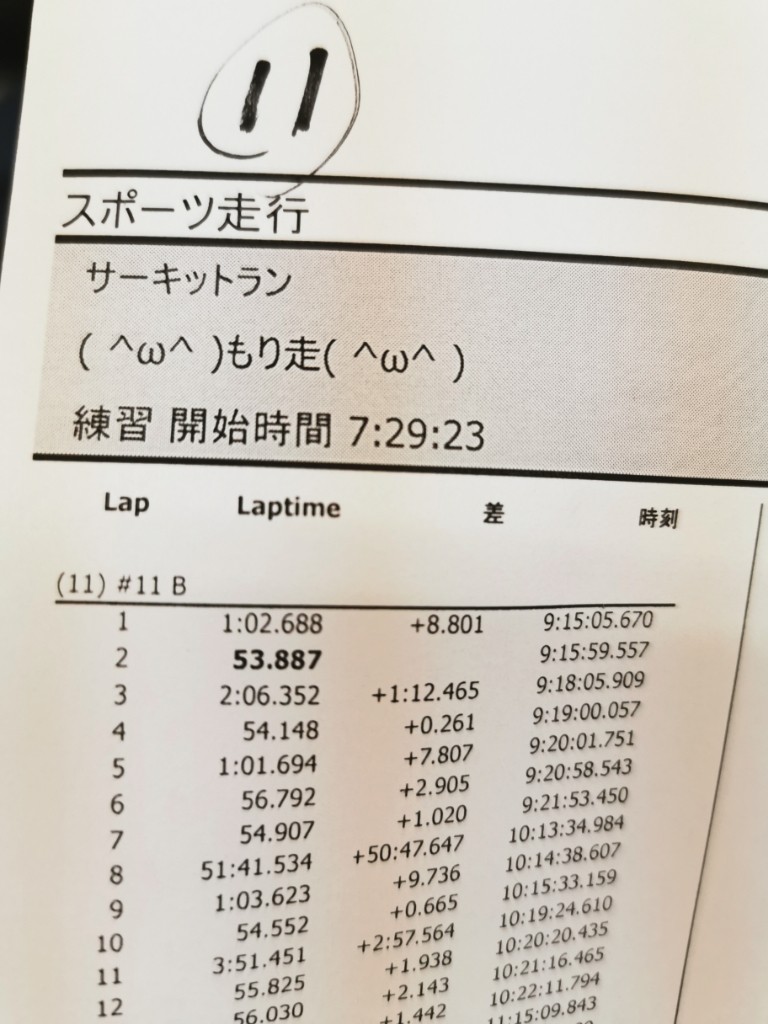 11
スポーツ走行
サーキットラン
( ^ω^ )もり走( ^ω^ )
練習 開始時間 7:29:23
Lap Laptime 差 時刻
(11) #11 B
1 1:02.688 +8.801 9:15:05.670
2 53.887 9:15:59.557
3 2:06.352 +1:12.465 9:18:05.909
4 54.148 +0.261 9:19:00.057
5 1:01.694 +7.807 9:20:01.751
6 56.792 +2.905 9:20:58.543
7 54.907 +1.020 9:21:53.450
8 51:41.534 +50:47.647 10:13:34.984
9 1:03.623 +9.736 10:14:38.607
10 54.552 +0.665 10:15:33.159
11 3:51.451 +2:57.564 10:19:24.610
12 55.825 +1.938 10:20:20.435
56.030 +2.143 10:21:16.465
+1.442 10:22:11.794
11:15:09.843